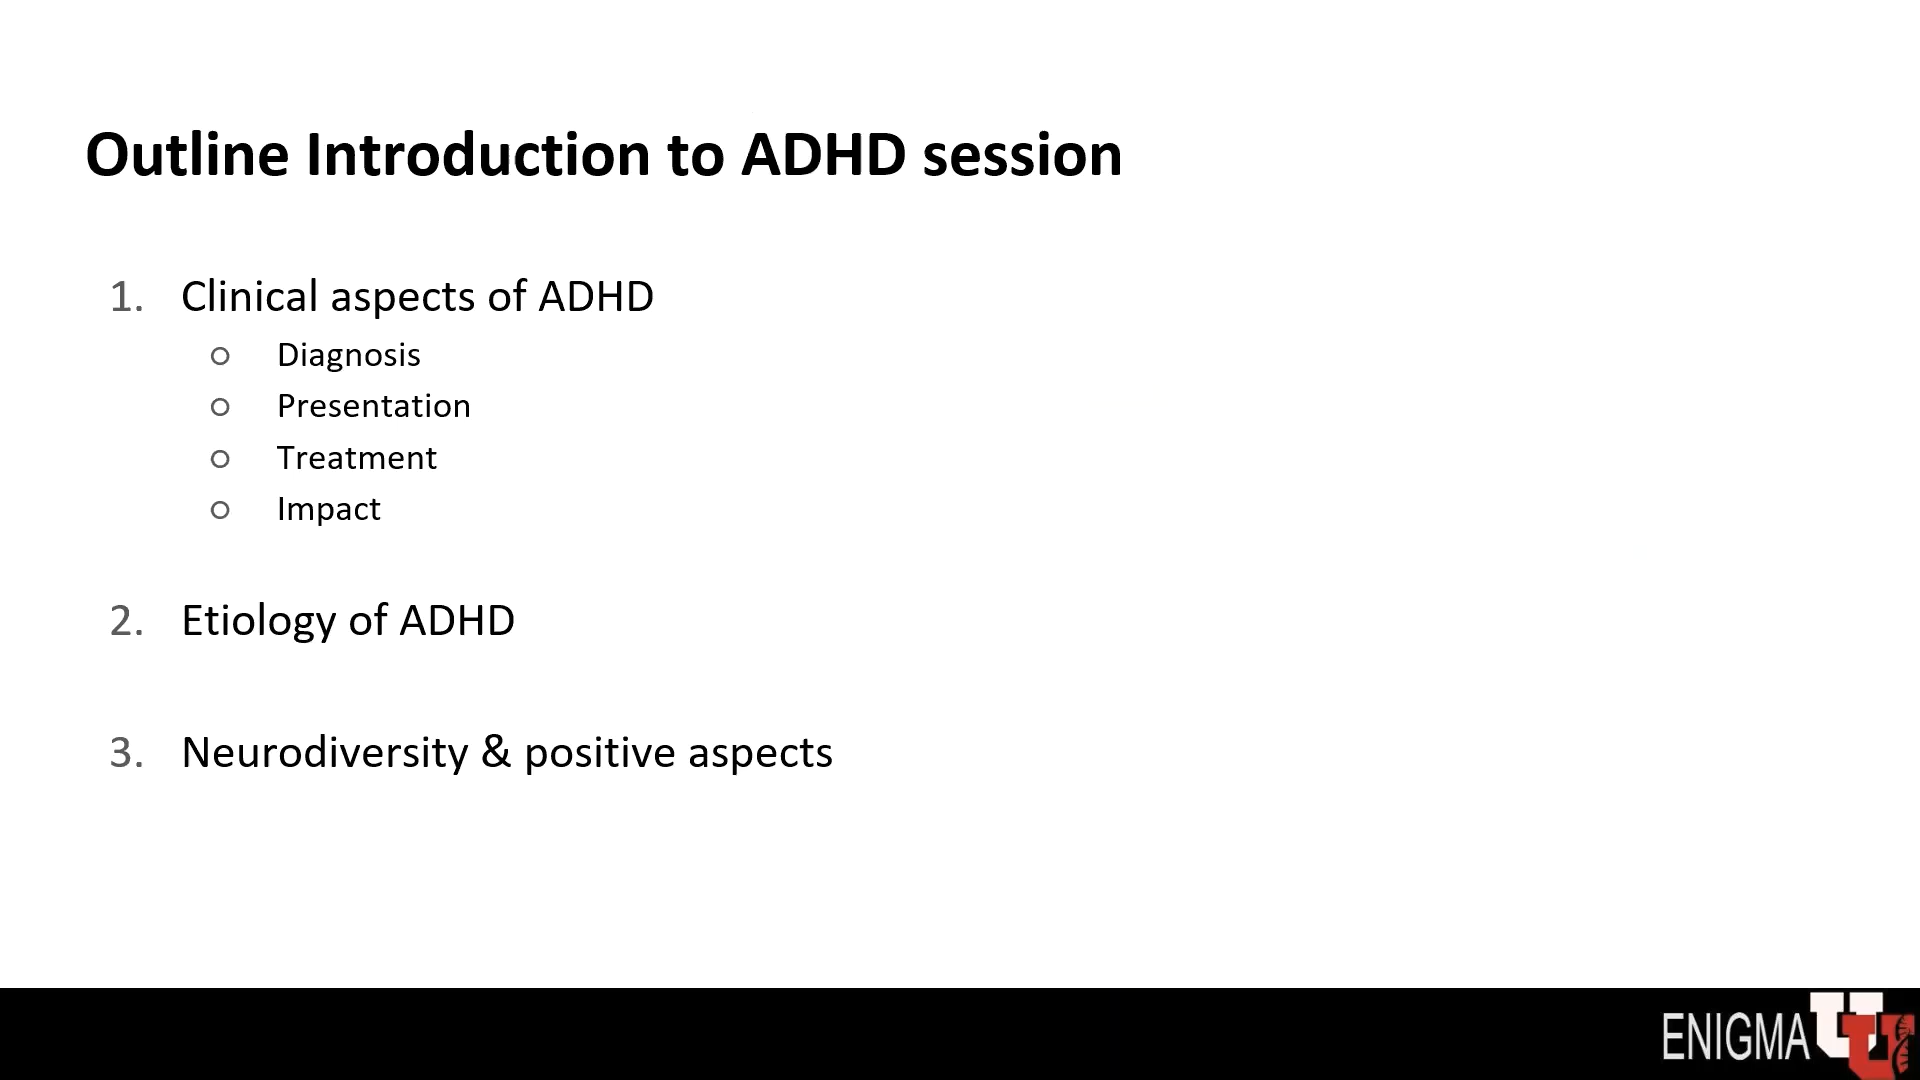 Outline Introduction to ADHD session
1. Clinical aspects of ADHD
○ Diagnosis
○ Presentation
○ Treatment
○ Impact
2. Etiology of ADHD
3. Neurodiversity & positive aspects
ENIGMA U